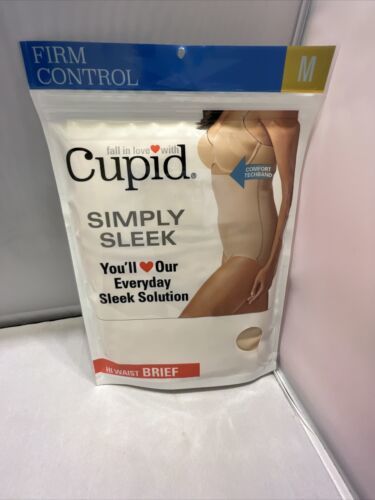 FIRM
CONTROL
M
fall in love with
Cupid®
COMFORT
TECHBAND
SIMPLY
SLEEK
You'll ❤ Our
Everyday
Sleek Solution
HI WAIST BRIEF